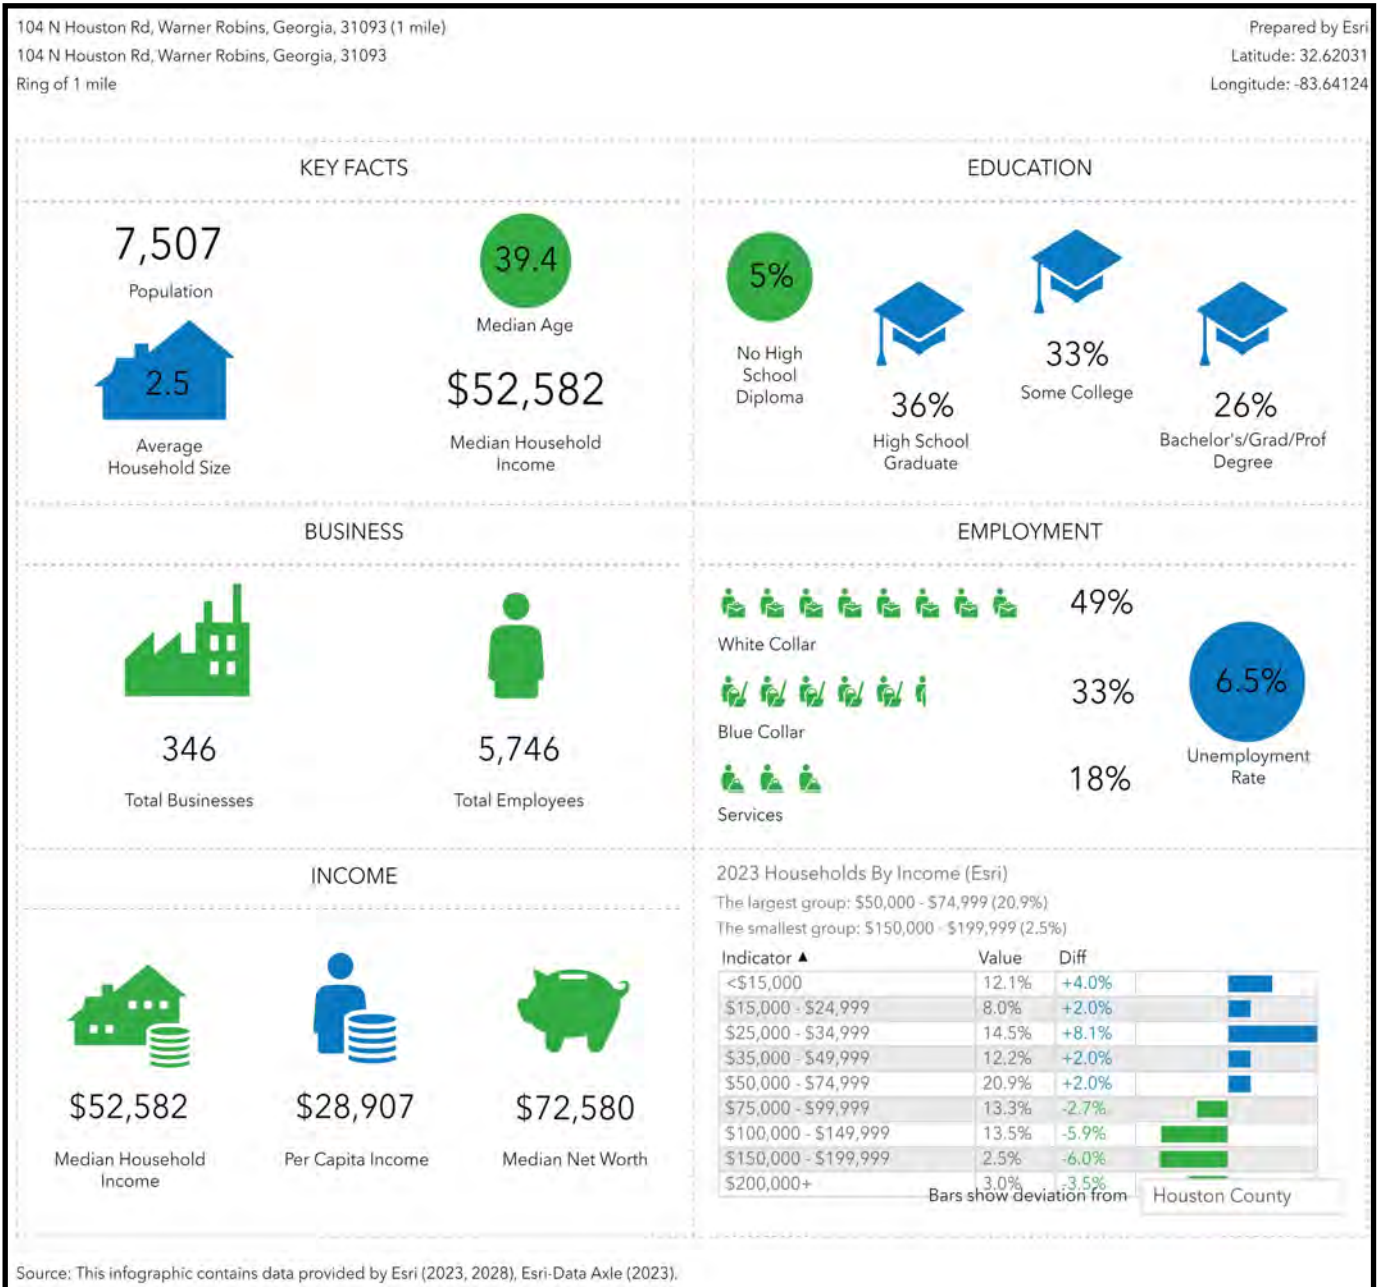 104 N Houston Rd, Warner Robins, Georgia, 31093 (1 mile)
Prepared by Esri
104 N Houston Rd, Warner Robins, Georgia, 31093
Latitude: 32.62031
Ring of 1 mile
Longitude: -83.64124
KEY FACTS
7,507
Population
39.4
Median Age
2.5
Average
Household Size
$52,582
Median Household
Income
EDUCATION
5%
No High
School
Diploma
36%
High School
Graduate
33%
Some College
26%
Bachelor's/Grad/Prof
Degree
BUSINESS
346
Total Businesses
5,746
Total Employees
EMPLOYMENT
49%
White Collar
33%
Blue Collar
18%
Services
6.5%
Unemployment
Rate
INCOME
$52,582
Median Household
Income
$28,907
Per Capita Income
$72,580
Median Net Worth
2023 Households By Income (Esri)
The largest group: $50,000 - $74,999 (20.9%)
The smallest group: $150,000 - $199,999 (2.5%)
Indicator ▲ Value Diff
<$15,000 12.1% +4.0%
$15,000 - $24,999 8.0% +2.0%
$25,000 - $34,999 14.5% +8.1%
$35,000 - $49,999 12.2% +2.0%
$50,000 - $74,999 20.9% +2.0%
$75,000 - $99,999 13.3% -2.7%
$100,000 - $149,999 13.5% -5.9%
$150,000 - $199,999 2.5% -6.0%
$200,000+ 3.0% -3.5%
Bars show deviation from Houston County
Source: This infographic contains data provided by Esri (2023, 2028), Esri-Data Axle (2023).